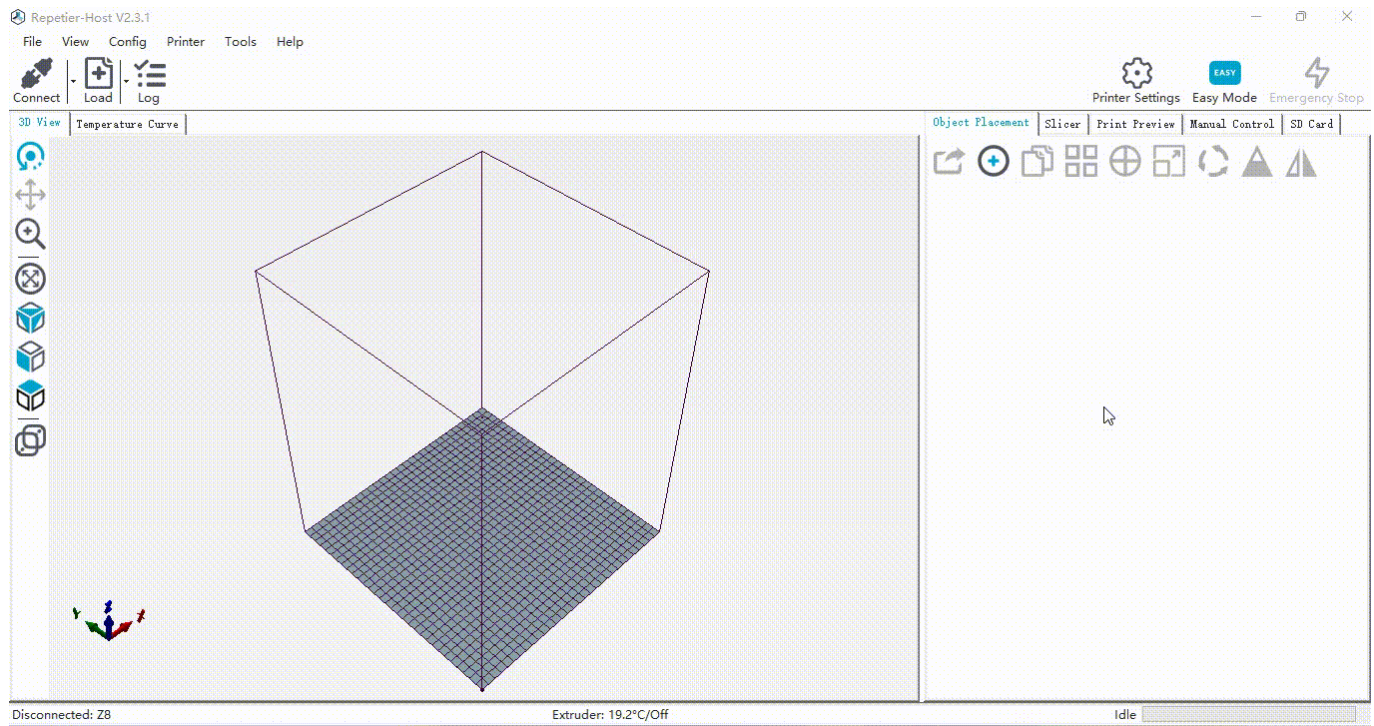 Repetier-Host V2.3.1
File View Config Printer Tools Help
Connect Load Log EASY Printer Settings Easy Mode Emergency Stop
3D View Temperature Curve Object Placement Slicer Print Preview Manual Control SD Card
Y Z X
Disconnected: Z8 Extruder: 19.2°C/Off Idle